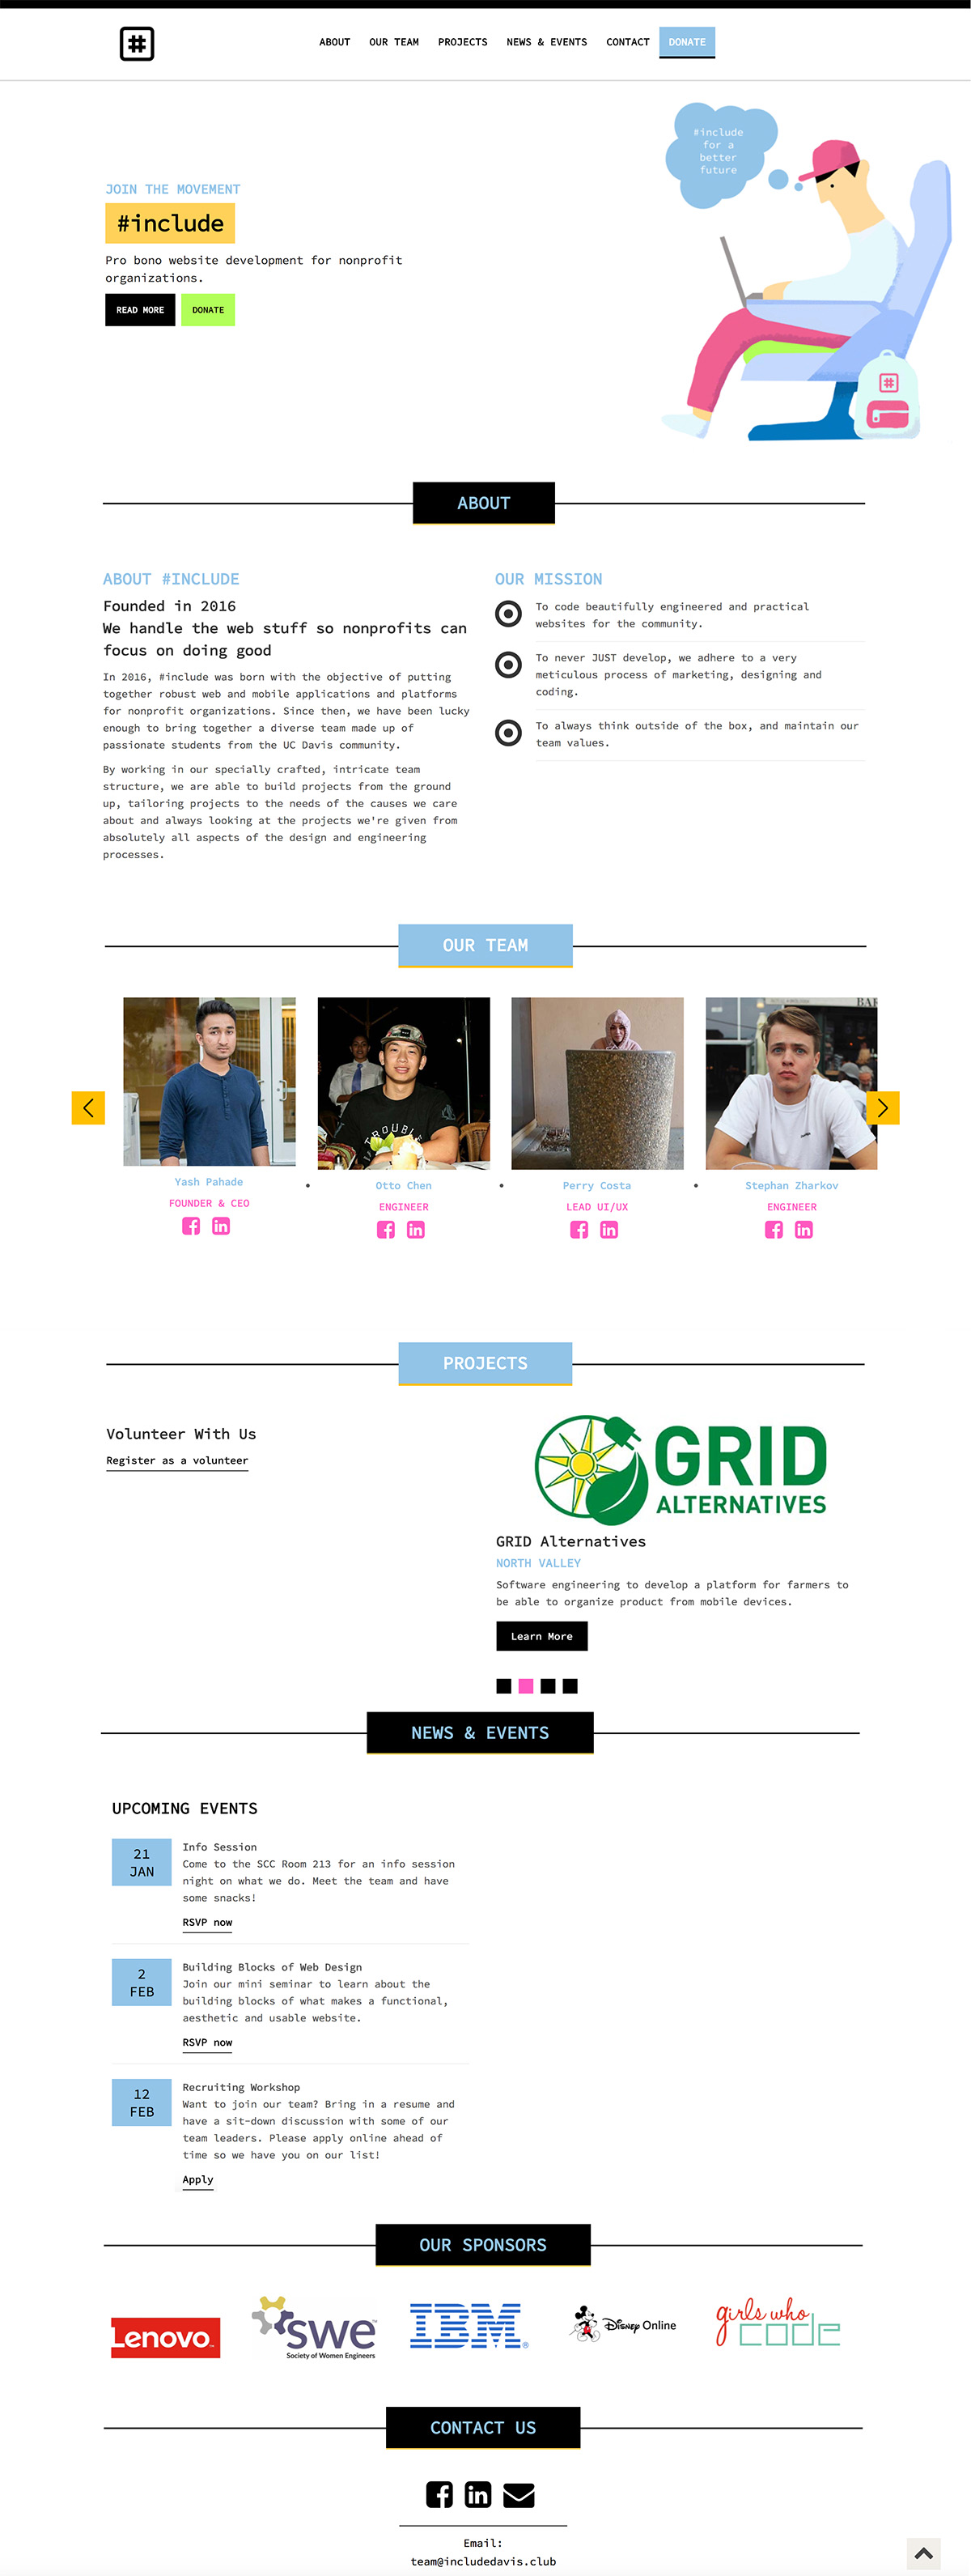 #
ABOUT OUR TEAM PROJECTS NEWS & EVENTS CONTACT DONATE
#include
for a
better
future
JOIN THE MOVEMENT
#include
Pro bono website development for nonprofit
organizations.
READ MORE DONATE
#
ABOUT
ABOUT #INCLUDE
Founded in 2016
We handle the web stuff so nonprofits can
focus on doing good
In 2016, #include was born with the objective of putting
together robust web and mobile applications and platforms
for nonprofit organizations. Since then, we have been lucky
enough to bring together a diverse team made up of
passionate students from the UC Davis community.
By working in our specially crafted, intricate team
structure, we are able to build projects from the ground
up, tailoring projects to the needs of the causes we care
about and always looking at the projects we're given from
absolutely all aspects of the design and engineering
processes.
OUR MISSION
To code beautifully engineered and practical
websites for the community.
To never JUST develop, we adhere to a very
meticulous process of marketing, designing and
coding.
To always think outside of the box, and maintain our
team values.
OUR TEAM
TROUBLE
BAR
Yash Pahade
FOUNDER & CEO
Otto Chen
ENGINEER
Perry Costa
LEAD UI/UX
Stephan Zharkov
ENGINEER
PROJECTS
Volunteer With Us
Register as a volunteer
GRID
ALTERNATIVES
GRID Alternatives
NORTH VALLEY
Software engineering to develop a platform for farmers to
be able to organize product from mobile devices.
Learn More
NEWS & EVENTS
UPCOMING EVENTS
21
JAN
Info Session
Come to the SCC Room 213 for an info session
night on what we do. Meet the team and have
some snacks!
RSVP now
2
FEB
Building Blocks of Web Design
Join our mini seminar to learn about the
building blocks of what makes a functional,
aesthetic and usable website.
RSVP now
12
FEB
Recruiting Workshop
Want to join our team? Bring in a resume and
have a sit-down discussion with some of our
team leaders. Please apply online ahead of
time so we have you on our list!
Apply
OUR SPONSORS
Lenovo™
swe™
Society of Women Engineers
IBM®
Disney Online
girls who
code
CONTACT US
Email:
team@includedavis.club